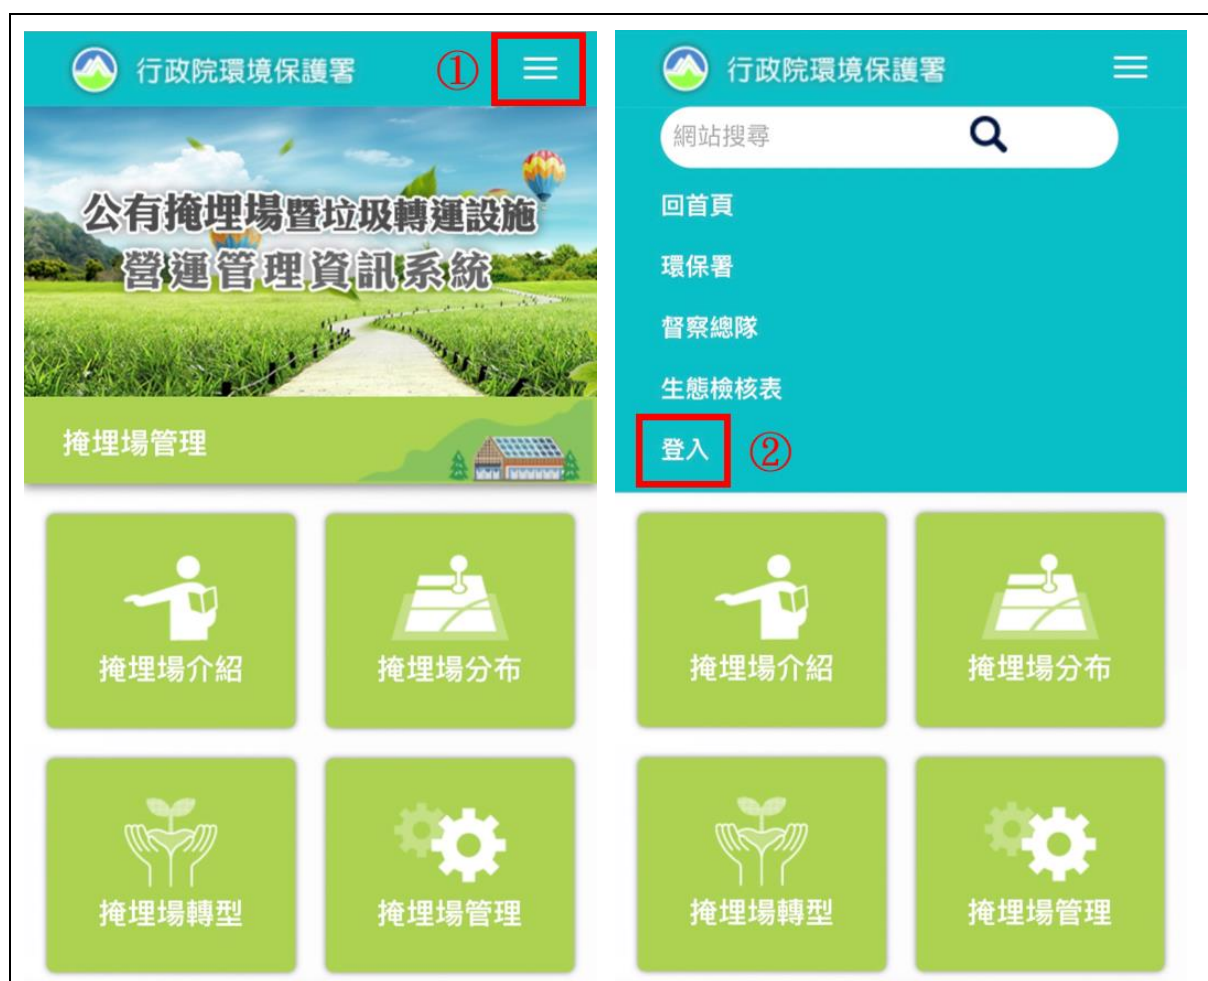 行政院環境保護署
①
公有掩埋場暨垃圾轉運設施
營運管理資訊系統
掩埋場管理
掩埋場介紹
掩埋場分布
掩埋場轉型
掩埋場管理
行政院環境保護署
網站搜尋
回首頁
環保署
督察總隊
生態檢核表
登入
②
掩埋場介紹
掩埋場分布
掩埋場轉型
掩埋場管理